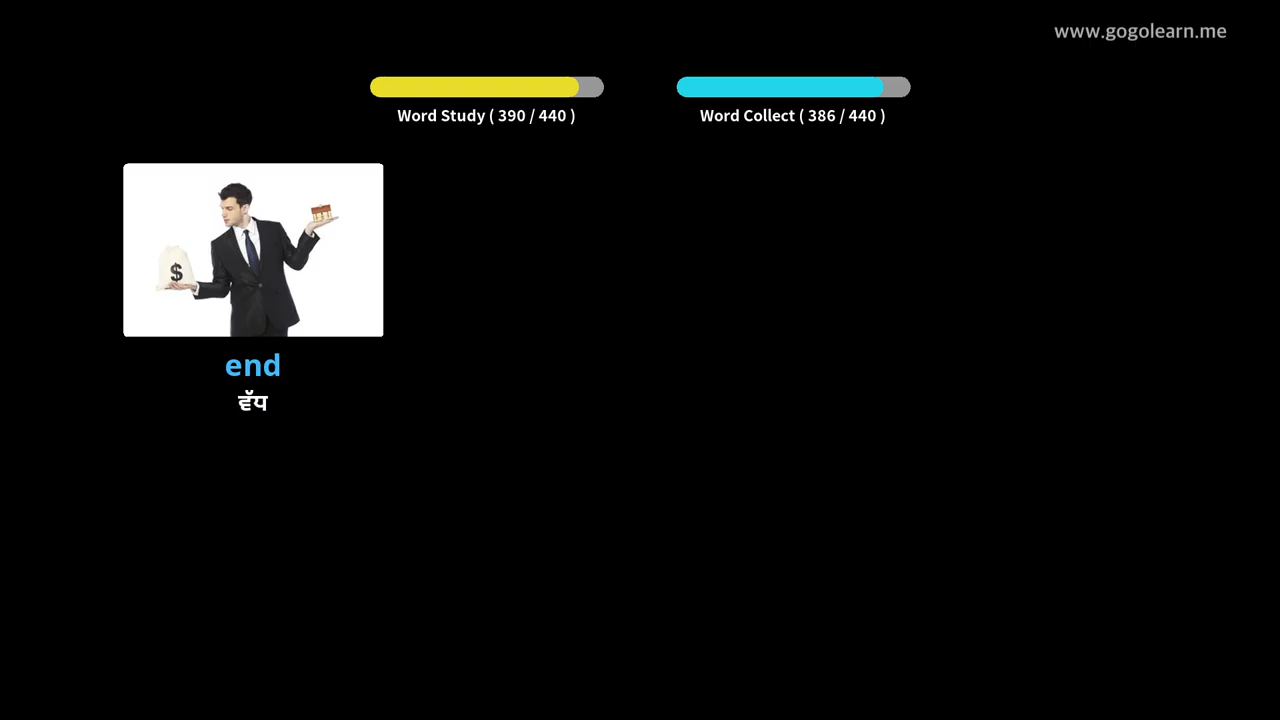 www.gogolearn.me
Word Study ( 390 / 440 )
Word Collect ( 386 / 440 )
$
end
ਵੱਧ